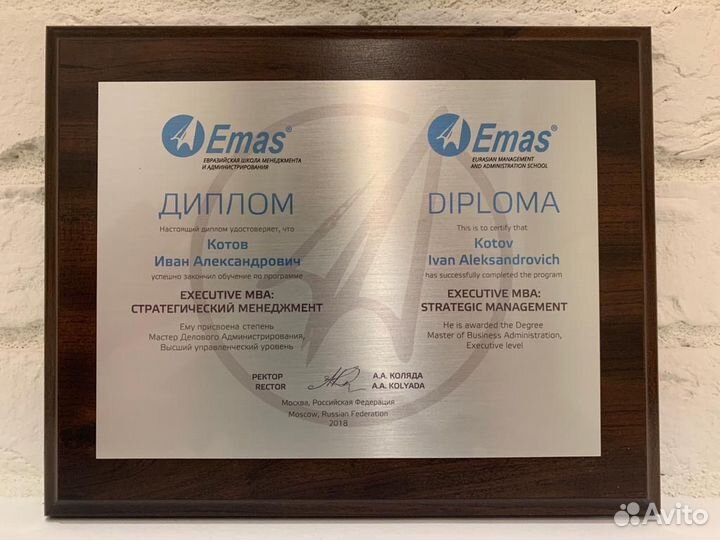 Emas®
ЕВРАЗИЙСКАЯ ШКОЛА МЕНЕДЖМЕНТА
И АДМИНИСТРИРОВАНИЯ
ДИПЛОМ
Настоящий диплом удостоверяет, что
Котов
Иван Александрович
успешно закончил обучение по программе
EXECUTIVE MBA:
СТРАТЕГИЧЕСКИЙ МЕНЕДЖМЕНТ
Ему присвоена степень
Мастер Делового Администрирования,
Высший управленческий уровень
Emas®
EURASIAN MANAGEMENT
AND ADMINISTRATION SCHOOL
DIPLOMA
This is to certify that
Kotov
Ivan Aleksandrovich
has successfully completed the program
EXECUTIVE MBA:
STRATEGIC MANAGEMENT
He is awarded the Degree
Master of Business Administration,
Executive level
РЕКТОР А.А. КОЛЯДА
RECTOR A.A. KOLYADA
Москва, Российская Федерация
Moscow, Russian Federation
2018
Avito